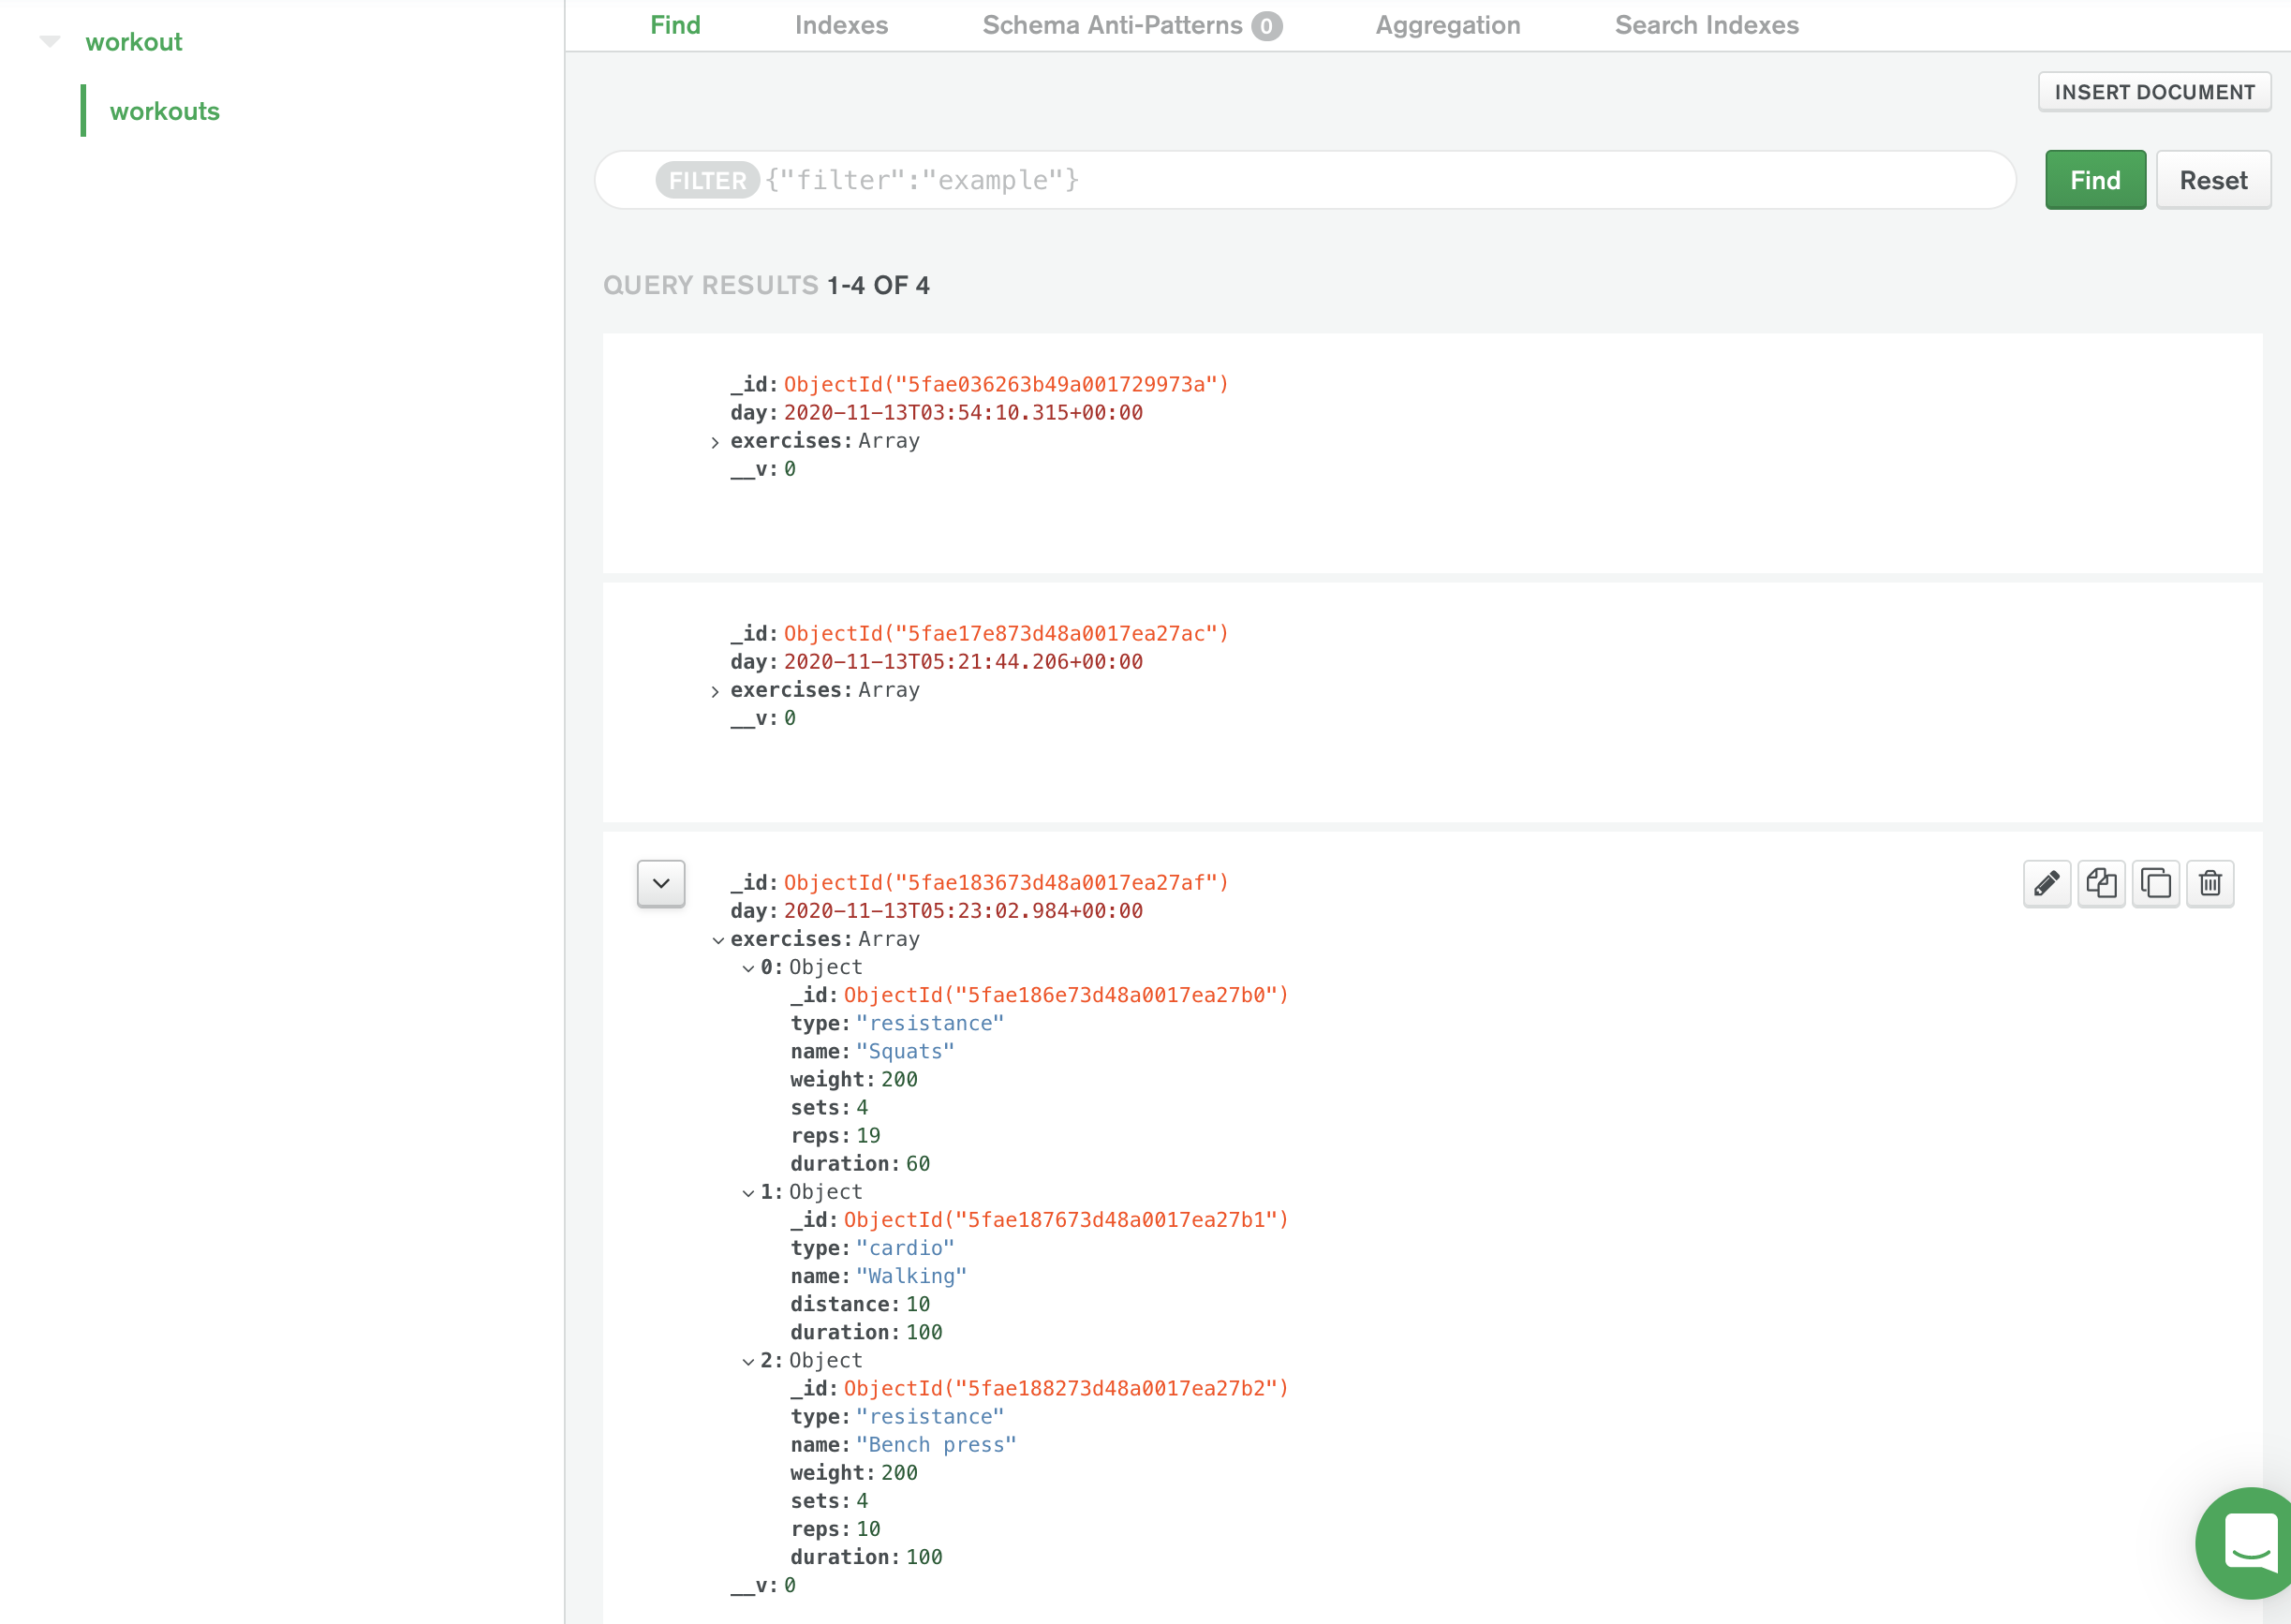 workout
workouts
Find Indexes Schema Anti-Patterns 0 Aggregation Search Indexes
INSERT DOCUMENT
FILTER {"filter":"example"} Find Reset
QUERY RESULTS 1-4 OF 4
_id: ObjectId("5fae036263b49a001729973a")
day: 2020-11-13T03:54:10.315+00:00
exercises: Array
__v: 0
_id: ObjectId("5fae17e873d48a0017ea27ac")
day: 2020-11-13T05:21:44.206+00:00
exercises: Array
__v: 0
_id: ObjectId("5fae183673d48a0017ea27af")
day: 2020-11-13T05:23:02.984+00:00
exercises: Array
0: Object
_id: ObjectId("5fae186e73d48a0017ea27b0")
type: "resistance"
name: "Squats"
weight: 200
sets: 4
reps: 19
duration: 60
1: Object
_id: ObjectId("5fae187673d48a0017ea27b1")
type: "cardio"
name: "Walking"
distance: 10
duration: 100
2: Object
_id: ObjectId("5fae188273d48a0017ea27b2")
type: "resistance"
name: "Bench press"
weight: 200
sets: 4
reps: 10
duration: 100
__v: 0